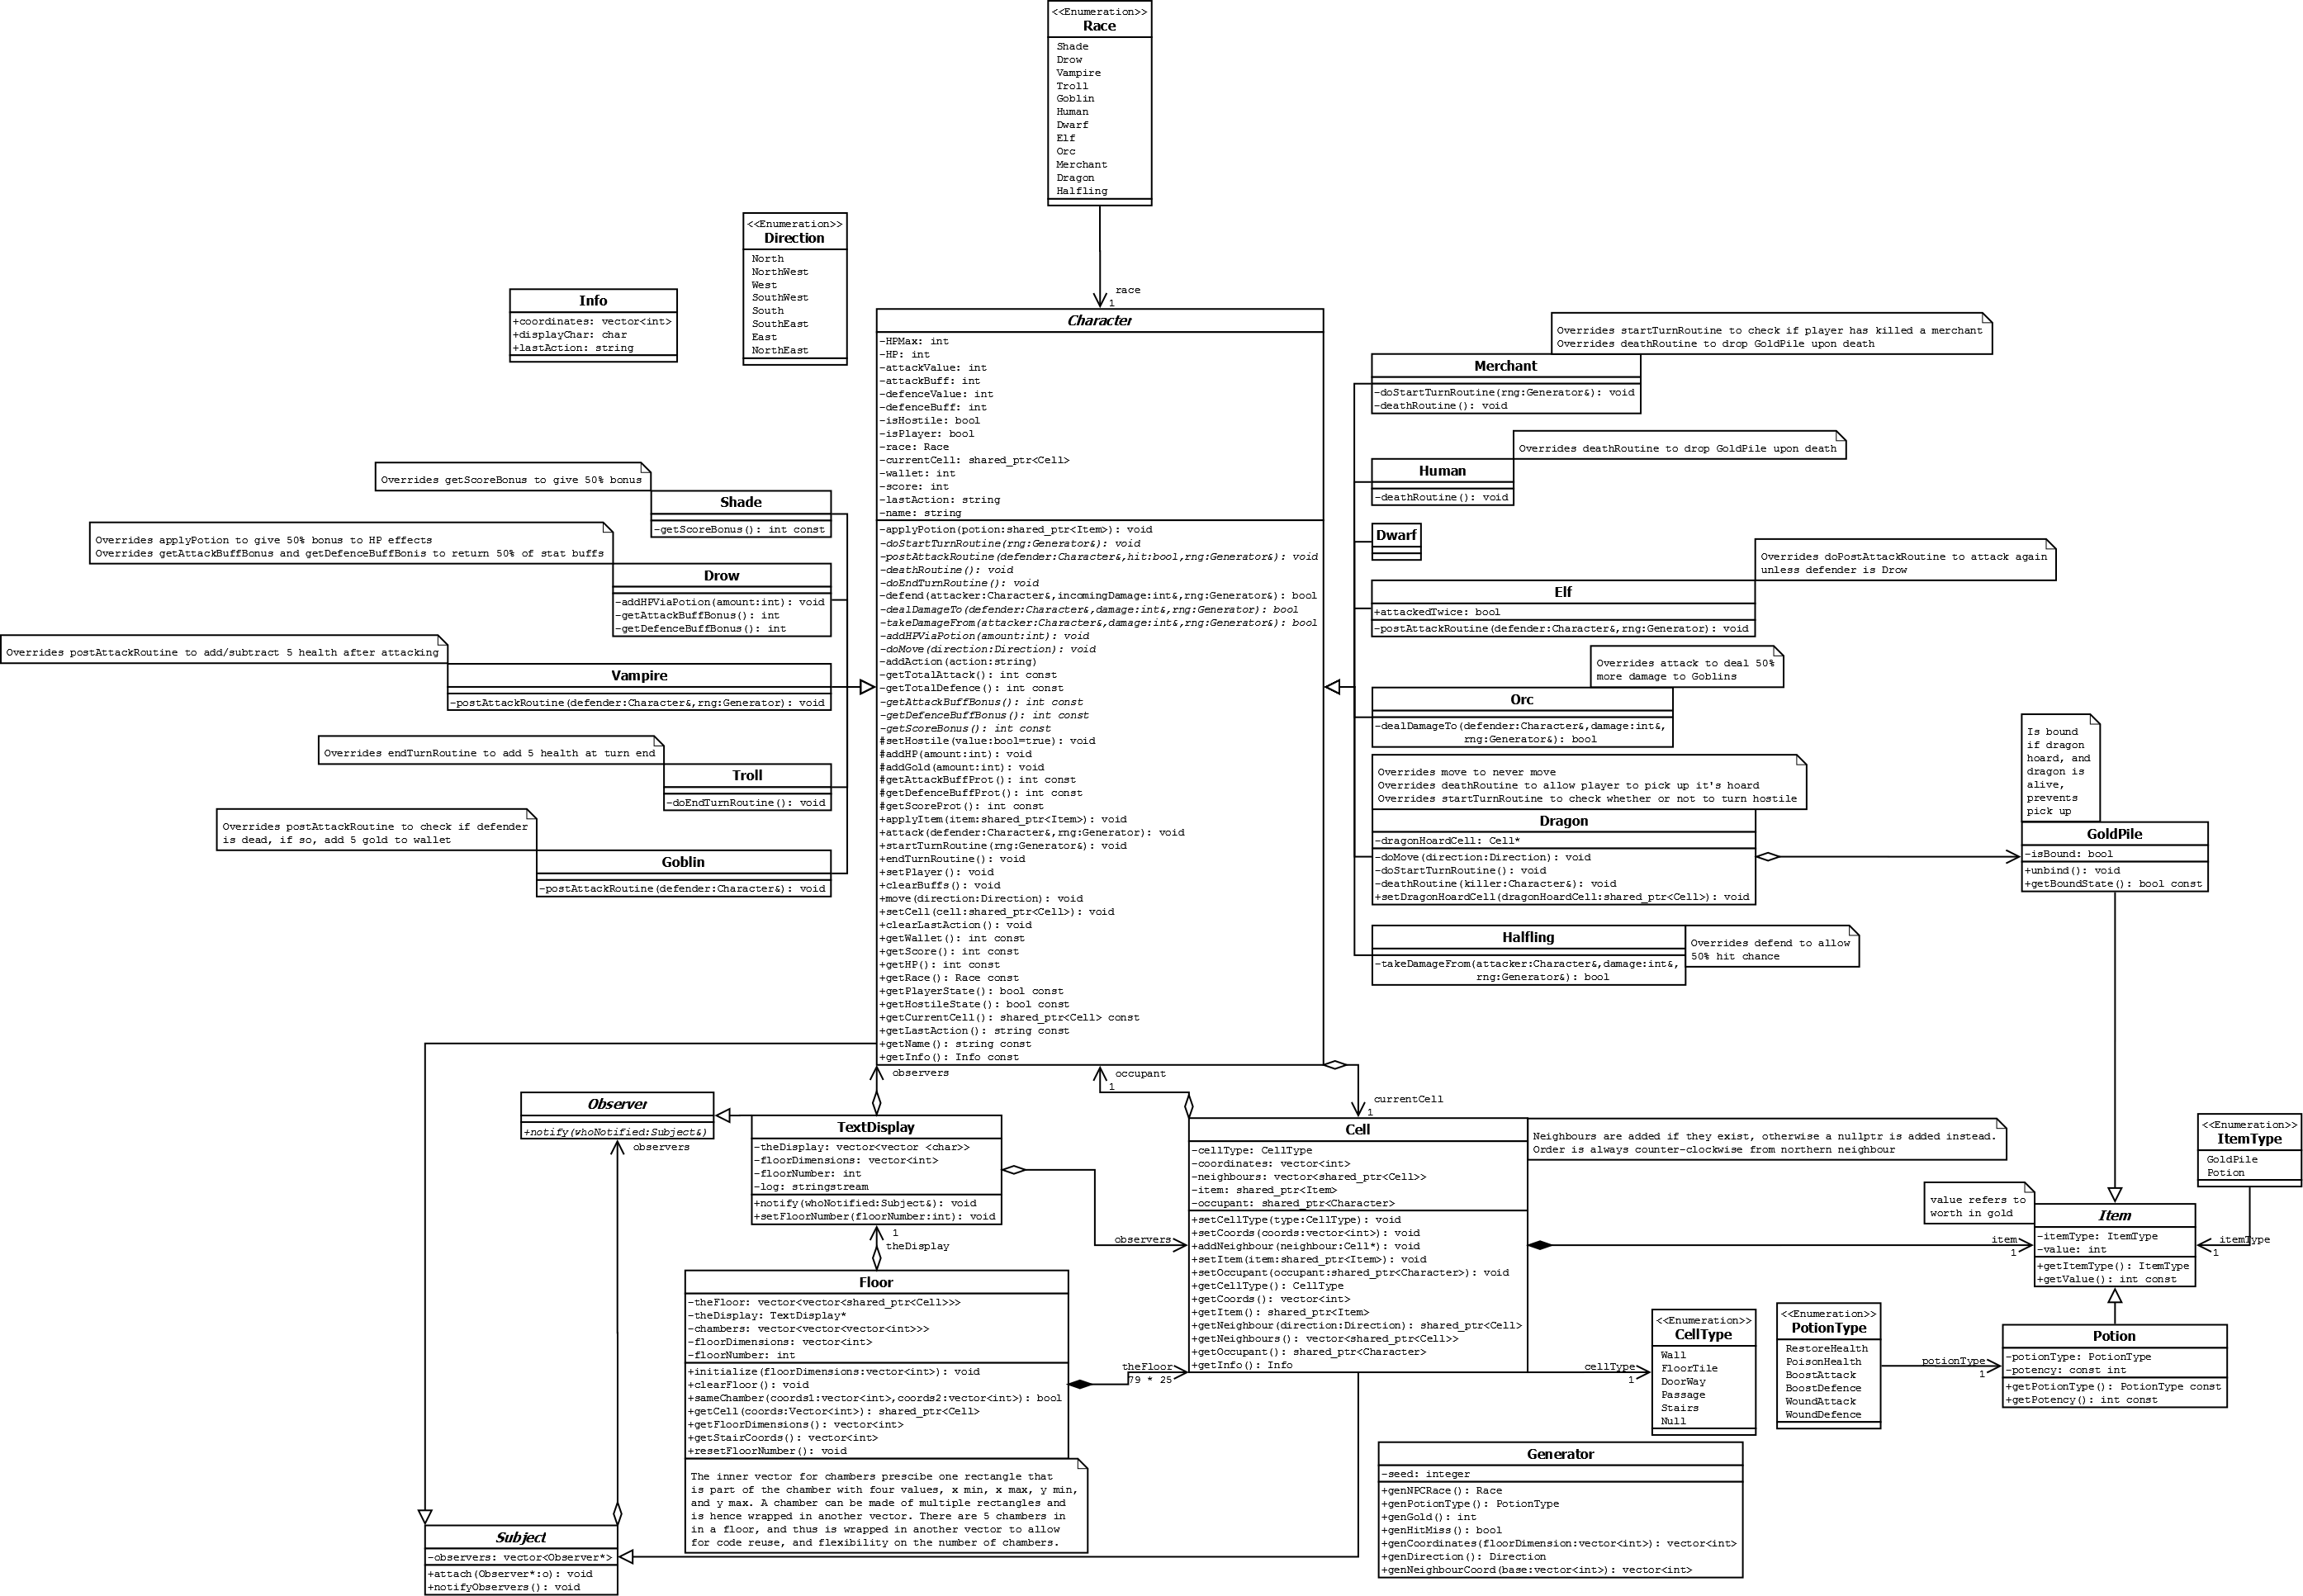 <<Enumeration>>
Race
Shade
Drow
Vampire
Troll
Goblin
Human
Dwarf
Elf
Orc
Merchant
Dragon
Halfling
race
1
<<Enumeration>>
Direction
North
NorthWest
West
SouthWest
South
SouthEast
East
NorthEast
Info
+coordinates: vector<int>
+displayChar: char
+lastAction: string
Character
-HPMax: int
-HP: int
-attackValue: int
-attackBuff: int
-defenceValue: int
-defenceBuff: int
-isHostile: bool
-isPlayer: bool
-race: Race
-currentCell: shared_ptr<Cell>
-wallet: int
-score: int
-lastAction: string
-name: string
-applyPotion(potion:shared_ptr<Item>): void
-doStartTurnRoutine(rng:Generator&): void
-postAttackRoutine(defender:Character&,hit:bool,rng:Generator&): void
-deathRoutine(): void
-doEndTurnRoutine(): void
-defend(attacker:Character&,incomingDamage:int&,rng:Generator&): bool
-dealDamageTo(defender:Character&,damage:int&,rng:Generator): bool
-takeDamageFrom(attacker:Character&,damage:int&,rng:Generator&): bool
-addHPViaPotion(amount:int): void
-doMove(direction:Direction): void
-addAction(action:string)
-getTotalAttack(): int const
-getTotalDefence(): int const
-getAttackBuffBonus(): int const
-getDefenceBuffBonus(): int const
-getScoreBonus(): int const
#setHostile(value:bool=true): void
#addHP(amount:int): void
#addGold(amount:int): void
#getAttackBuffProt(): int const
#getDefenceBuffProt(): int const
#getScoreProt(): int const
+applyItem(item:shared_ptr<Item>): void
+attack(defender:Character&,rng:Generator): void
+startTurnRoutine(rng:Generator&): void
+endTurnRoutine(): void
+setPlayer(): void
+clearBuffs(): void
+move(direction:Direction): void
+setCell(cell:shared_ptr<Cell>): void
+clearLastAction(): void
+getWallet(): int const
+getScore(): int const
+getHP(): int const
+getRace(): Race const
+getPlayerState(): bool const
+getHostileState(): bool const
+getCurrentCell(): shared_ptr<Cell> const
+getLastAction(): string const
+getName(): string const
+getInfo(): Info const
Overrides getScoreBonus to give 50% bonus
Shade
-getScoreBonus(): int const
Overrides applyPotion to give 50% bonus to HP effects
Overrides getAttackBuffBonus and getDefenceBuffBonis to return 50% of stat buffs
Drow
-addHPViaPotion(amount:int): void
-getAttackBuffBonus(): int
-getDefenceBuffBonus(): int
Overrides postAttackRoutine to add/subtract 5 health after attacking
Vampire
-postAttackRoutine(defender:Character&,rng:Generator): void
Overrides endTurnRoutine to add 5 health at turn end
Troll
-doEndTurnRoutine(): void
Overrides postAttackRoutine to check if defender
is dead, if so, add 5 gold to wallet
Goblin
-postAttackRoutine(defender:Character&): void
Overrides startTurnRoutine to check if player has killed a merchant
Overrides deathRoutine to drop GoldPile upon death
Merchant
-doStartTurnRoutine(rng:Generator&): void
-deathRoutine(): void
Overrides deathRoutine to drop GoldPile upon death
Human
-deathRoutine(): void
Dwarf
Overrides doPostAttackRoutine to attack again
unless defender is Drow
Elf
+attackedTwice: bool
-postAttackRoutine(defender:Character&,rng:Generator): void
Overrides attack to deal 50%
more damage to Goblins
Orc
-dealDamageTo(defender:Character&,damage:int&,
rng:Generator&): bool
Overrides move to never move
Overrides deathRoutine to allow player to pick up it's hoard
Overrides startTurnRoutine to check whether or not to turn hostile
Dragon
-dragonHoardCell: Cell*
-doMove(direction:Direction): void
-doStartTurnRoutine(): void
-deathRoutine(killer:Character&): void
+setDragonHoardCell(dragonHoardCell:shared_ptr<Cell>): void
Halfling
-takeDamageFrom(attacker:Character&,damage:int&,
rng:Generator&): bool
Overrides defend to allow
50% hit chance
Is bound
if dragon
hoard, and
dragon is
alive,
prevents
pick up
GoldPile
-isBound: bool
+unbind(): void
+getBoundState(): bool const
observers
occupant
1
currentCell
1
Observer
+notify(whoNotified:Subject&)
observers
TextDisplay
-theDisplay: vector<vector <char>>
-floorDimensions: vector<int>
-floorNumber: int
-log: stringstream
+notify(whoNotified:Subject&): void
+setFloorNumber(floorNumber:int): void
1
theDisplay
observers
Cell
-cellType: CellType
-coordinates: vector<int>
-neighbours: vector<shared_ptr<Cell>>
-item: shared_ptr<Item>
-occupant: shared_ptr<Character>
+setCellType(type:CellType): void
+setCoords(coords:vector<int>): void
+addNeighbour(neighbour:Cell*): void
+setItem(item:shared_ptr<Item>): void
+setOccupant(occupant:shared_ptr<Character>): void
+getCellType(): CellType
+getCoords(): vector<int>
+getItem(): shared_ptr<Item>
+getNeighbour(direction:Direction): shared_ptr<Cell>
+getNeighbours(): vector<shared_ptr<Cell>>
+getOccupant(): shared_ptr<Character>
+getInfo(): Info
Neighbours are added if they exist, otherwise a nullptr is added instead.
Order is always counter-clockwise from northern neighbour
value refers to
worth in gold
<<Enumeration>>
ItemType
GoldPile
Potion
Item
-itemType: ItemType
-value: int
+getItemType(): ItemType
+getValue(): int const
item
1
itemType
1
Floor
-theFloor: vector<vector<shared_ptr<Cell>>>
-theDisplay: TextDisplay*
-chambers: vector<vector<vector<int>>>
-floorDimensions: vector<int>
-floorNumber: int
+initialize(floorDimensions:vector<int>): void
+clearFloor(): void
+sameChamber(coords1:vector<int>,coords2:vector<int>): bool
+getCell(coords:Vector<int>): shared_ptr<Cell>
+getFloorDimensions(): vector<int>
+getStairCoords(): vector<int>
+resetFloorNumber(): void
theFloor
79 * 25
The inner vector for chambers prescibe one rectangle that
is part of the chamber with four values, x min, x max, y min,
and y max. A chamber can be made of multiple rectangles and
is hence wrapped in another vector. There are 5 chambers in
in a floor, and thus is wrapped in another vector to allow
for code reuse, and flexibility on the number of chambers.
cellType
1
<<Enumeration>>
CellType
Wall
FloorTile
DoorWay
Passage
Stairs
Null
<<Enumeration>>
PotionType
RestoreHealth
PoisonHealth
BoostAttack
BoostDefence
WoundAttack
WoundDefence
potionType
1
Potion
-potionType: PotionType
-potency: const int
+getPotionType(): PotionType const
+getPotency(): int const
Generator
-seed: integer
+genNPCRace(): Race
+genPotionType(): PotionType
+genGold(): int
+genHitMiss(): bool
+genCoordinates(floorDimension:vector<int>): vector<int>
+genDirection(): Direction
+genNeighbourCoord(base:vector<int>): vector<int>
Subject
-observers: vector<Observer*>
+attach(Observer*:o): void
+notifyObservers(): void